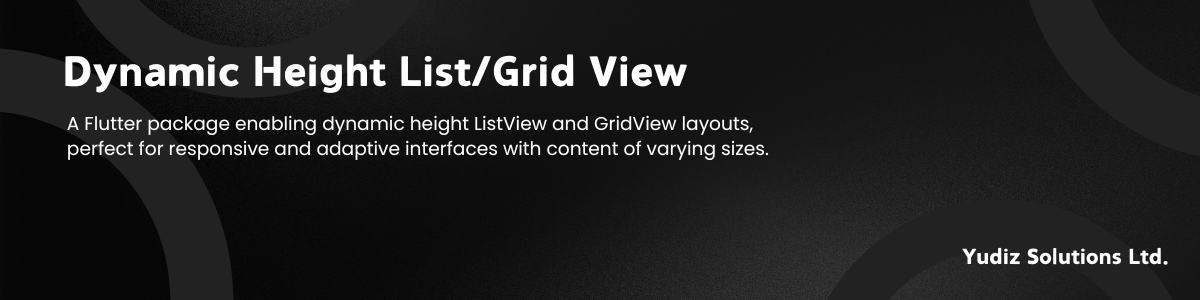 Dynamic Height List/Grid View
A Flutter package enabling dynamic height ListView and GridView layouts,
perfect for responsive and adaptive interfaces with content of varying sizes.
Yudiz Solutions Ltd.